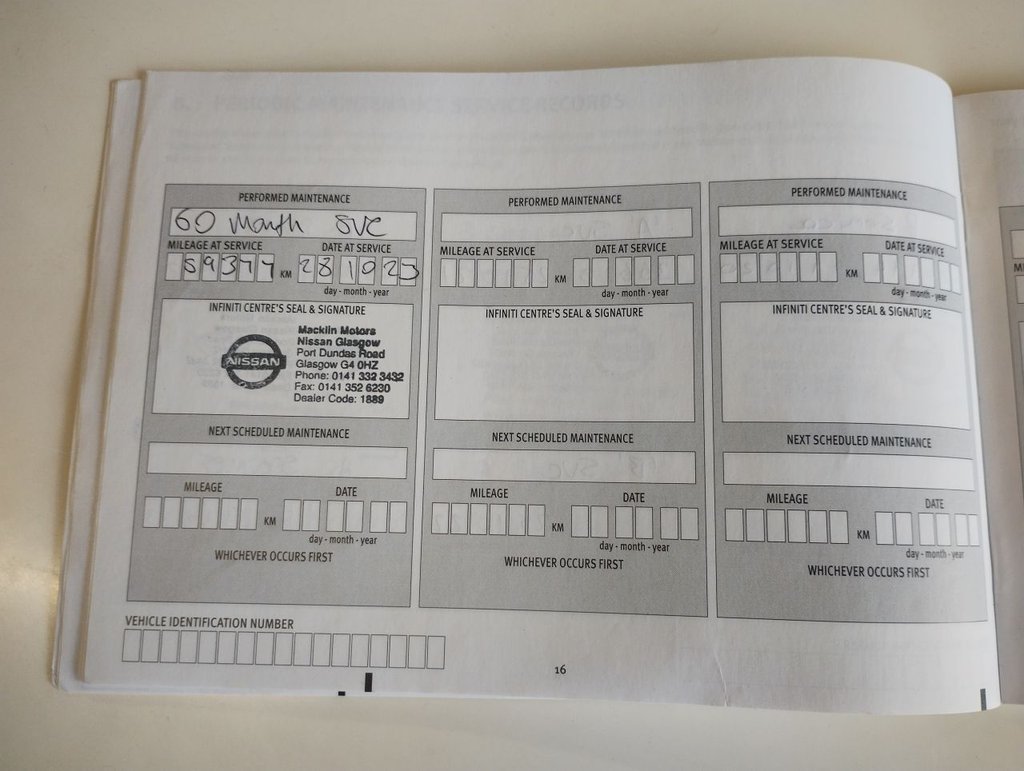 PERFORMED MAINTENANCE
60 Month SVC
MILEAGE AT SERVICE DATE AT SERVICE
59377 KM 281023
day - month - year
INFINITI CENTRE'S SEAL & SIGNATURE
NISSAN
Macklin Motors
Nissan Glasgow
Port Dundas Road
Glasgow G4 0HZ
Phone: 0141 332 3432
Fax: 0141 352 6230
Dealer Code: 1889
NEXT SCHEDULED MAINTENANCE
MILEAGE DATE
KM
day - month - year
WHICHEVER OCCURS FIRST
PERFORMED MAINTENANCE
MILEAGE AT SERVICE DATE AT SERVICE
KM
day - month - year
INFINITI CENTRE'S SEAL & SIGNATURE
NEXT SCHEDULED MAINTENANCE
MILEAGE DATE
KM
day - month - year
WHICHEVER OCCURS FIRST
PERFORMED MAINTENANCE
MILEAGE AT SERVICE DATE AT SERVICE
KM
day - month - year
INFINITI CENTRE'S SEAL & SIGNATURE
NEXT SCHEDULED MAINTENANCE
MILEAGE DATE
KM
day - month - year
WHICHEVER OCCURS FIRST
VEHICLE IDENTIFICATION NUMBER
16